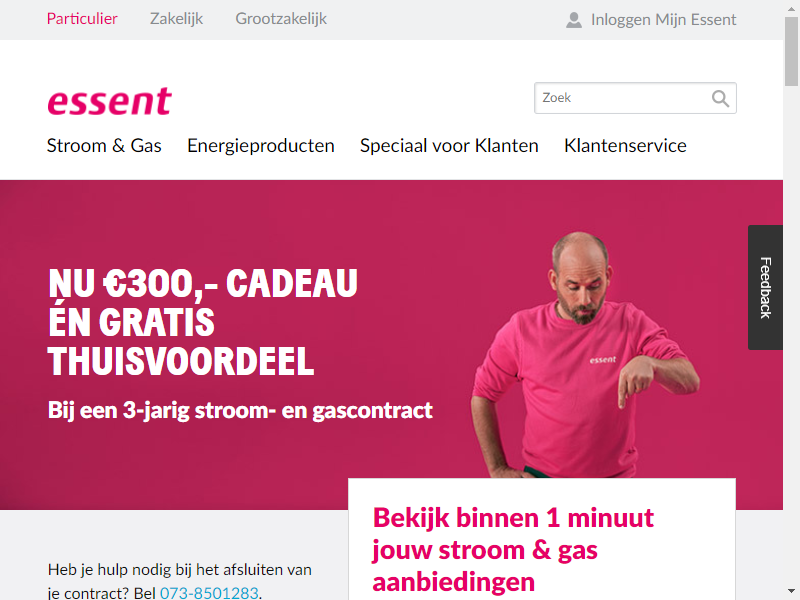 Particulier Zakelijk Grootzakelijk Inloggen Mijn Essent
essent
Zoek
Stroom & Gas Energieproducten Speciaal voor Klanten Klantenservice
NU €300,- CADEAU
ÉN GRATIS
THUISVOORDEEL
Bij een 3-jarig stroom- en gascontract
essent
Feedback
Bekijk binnen 1 minuut
jouw stroom & gas
aanbiedingen
Heb je hulp nodig bij het afsluiten van
je contract? Bel 073-8501283.